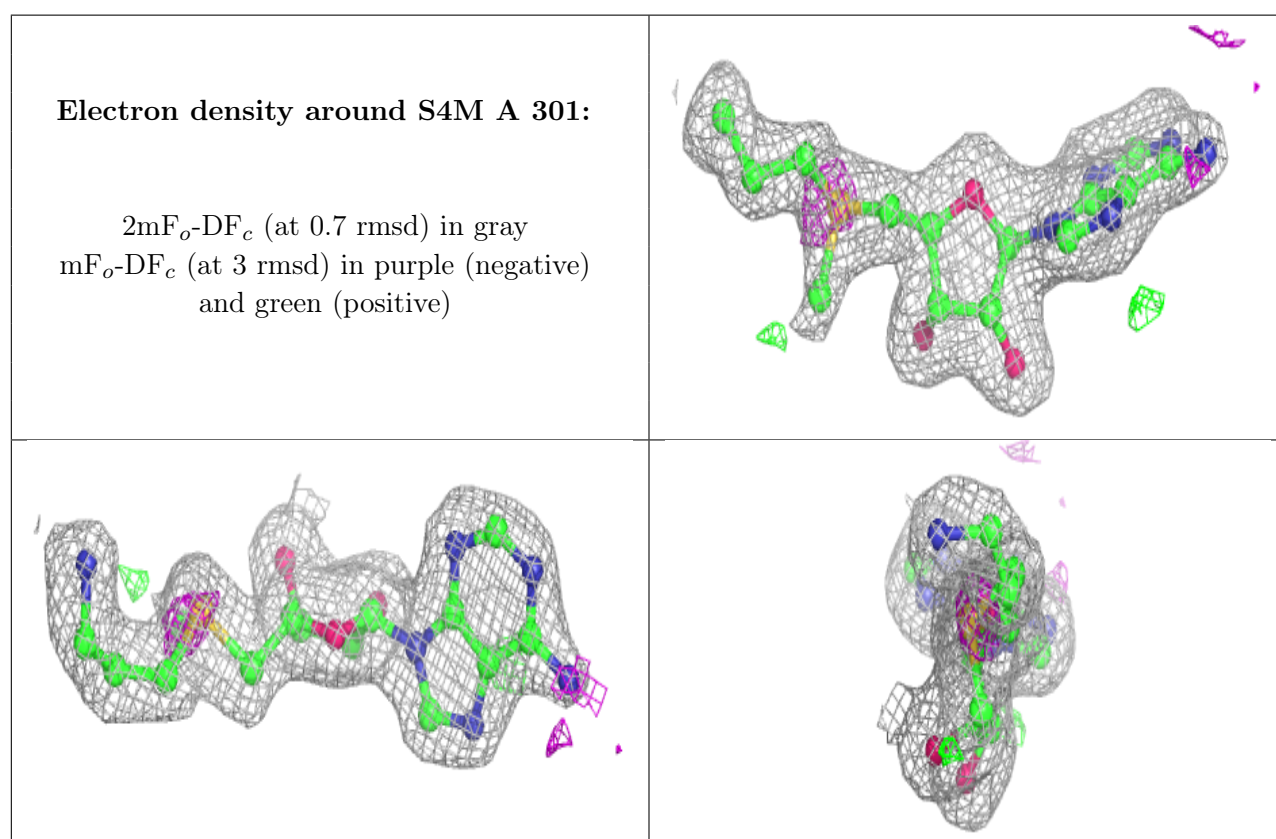 Electron density around S4M A 301:
2mFo-DFc (at 0.7 rmsd) in gray
mFo-DFc (at 3 rmsd) in purple (negative)
and green (positive)